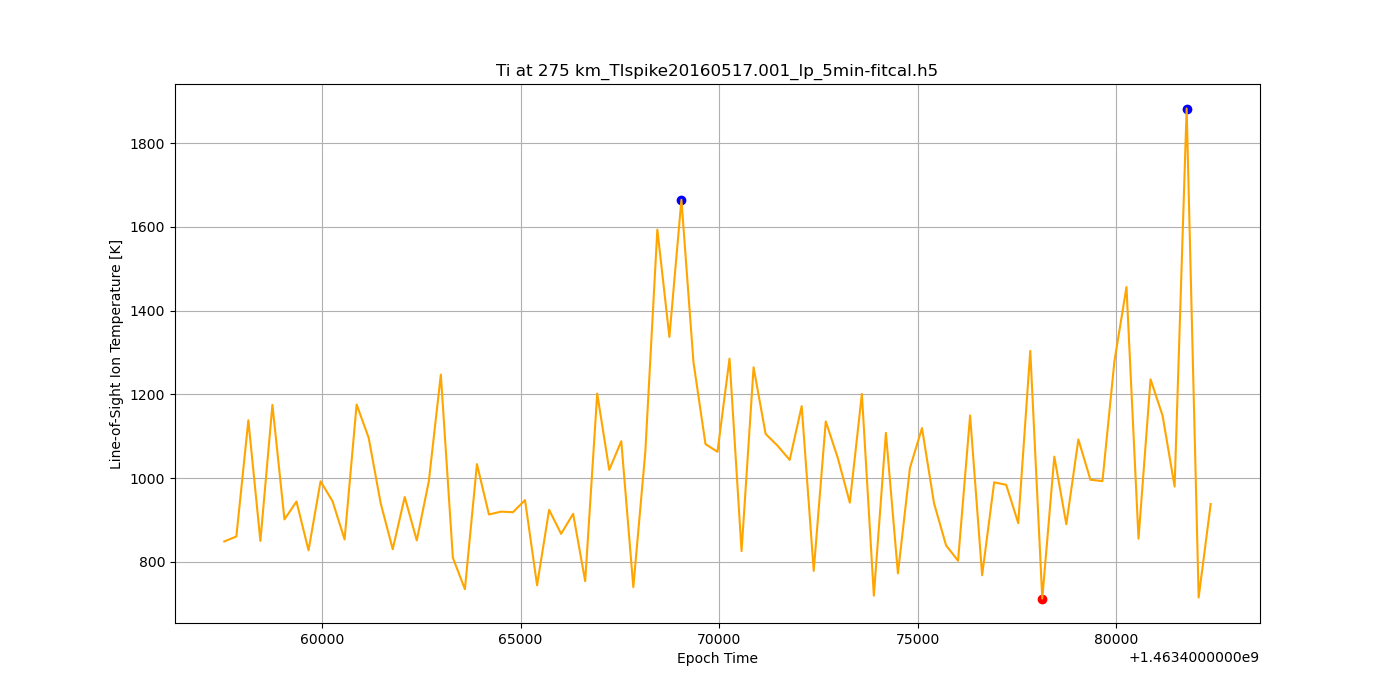 Ti at 275 km_TIspike20160517.001_lp_5min-fitcal.h5
Line-of-Sight Ion Temperature [K]
1800
1600
1400
1200
1000
800
60000 65000 70000 75000 80000
Epoch Time
+1.4634000000e9